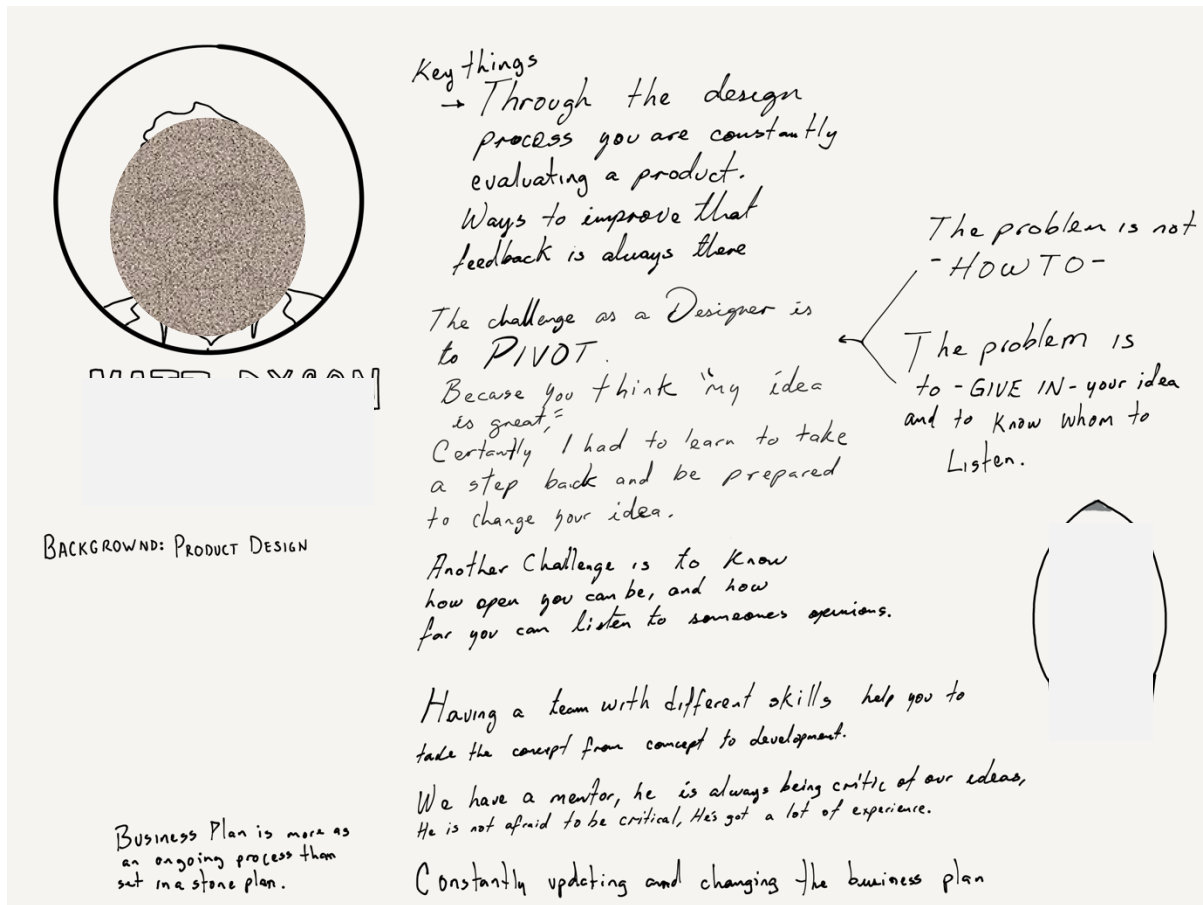 Key things
→ Through the design
process you are constantly
evaluating a product.
Ways to improve that
feedback is always there
The challenge as a Designer is
to PIVOT.
Becase you think "my idea
is great,"
Certantly I had to learn to take
a step back and be prepared
to change your idea.
Another Challenge is to Know
how open you can be, and how
far you can listen to someones openions.
Having a team with different skills help you to
take the concept from concept to development.
We have a mentor, he is always being critic of our ideas,
He is not afraid to be critical, He's got a lot of experience.
Constantly updating and changing the business plan
The problem is not
-HOW TO-
The problem is
to -GIVE IN- your idea
and to Know whom to
Listen.
BACKGROWND: PRODUCT DESIGN
Business Plan is more as
an ongoing process than
set in a stone plan.